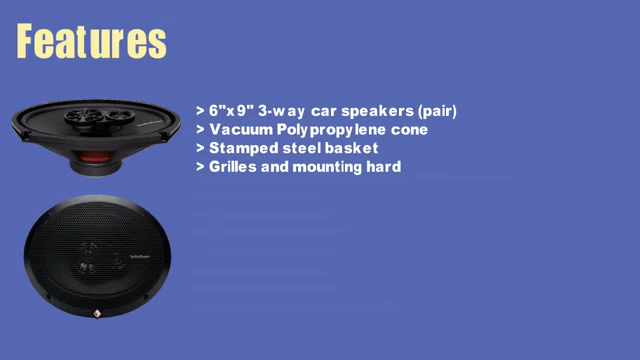 Features
> 6"x9" 3-way car speakers (pair)
> Vacuum Polypropylene cone
> Stamped steel basket
> Grilles and mounting hard